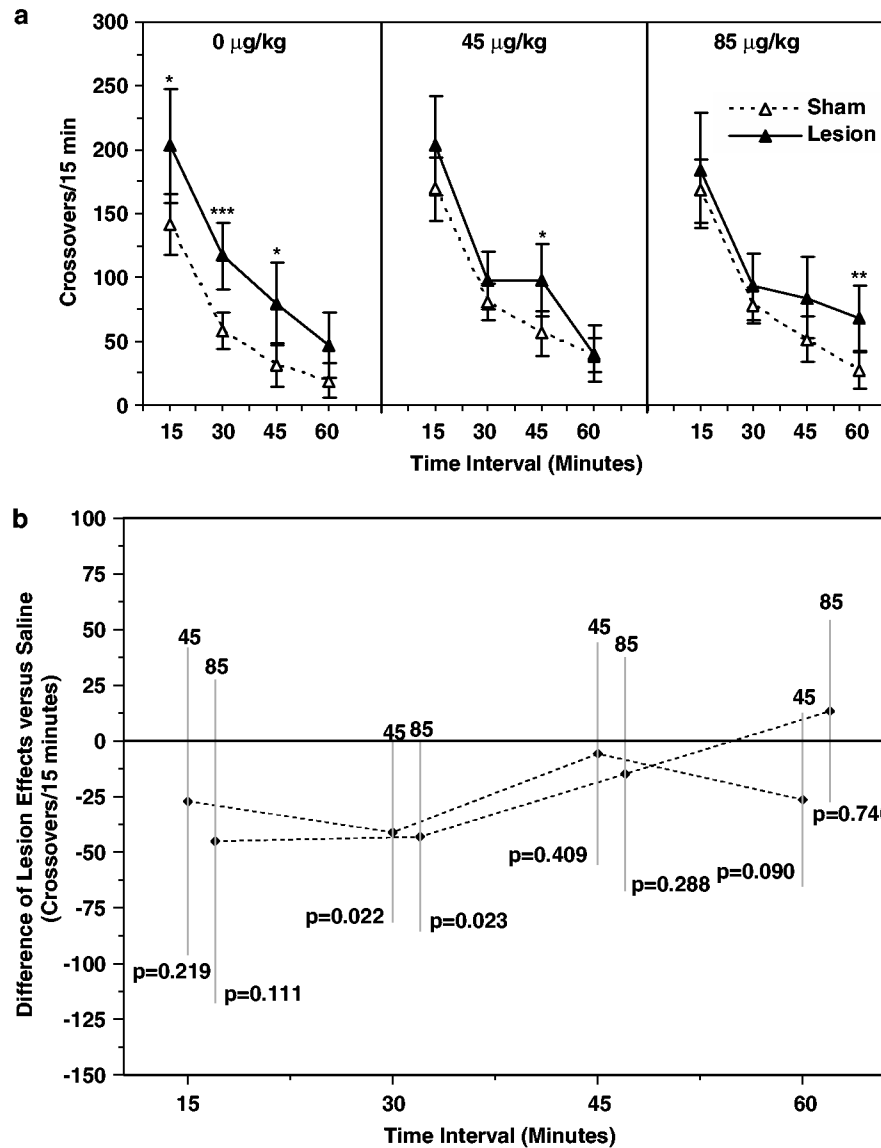 a
0 µg/kg
45 µg/kg
85 µg/kg
Sham
Lesion
Crossovers/15 min
300
250
200
150
100
50
0
*
***
*
*
**
15 30 45 60
15 30 45 60
15 30 45 60
Time Interval (Minutes)
b
Difference of Lesion Effects versus Saline
(Crossovers/15 minutes)
100
75
50
25
0
-25
-50
-75
-100
-125
-150
45
85
45
85
45
85
45
85
p=0.219
p=0.111
p=0.022
p=0.023
p=0.409
p=0.288
p=0.090
p=0.74
15 30 45 60
Time Interval (Minutes)